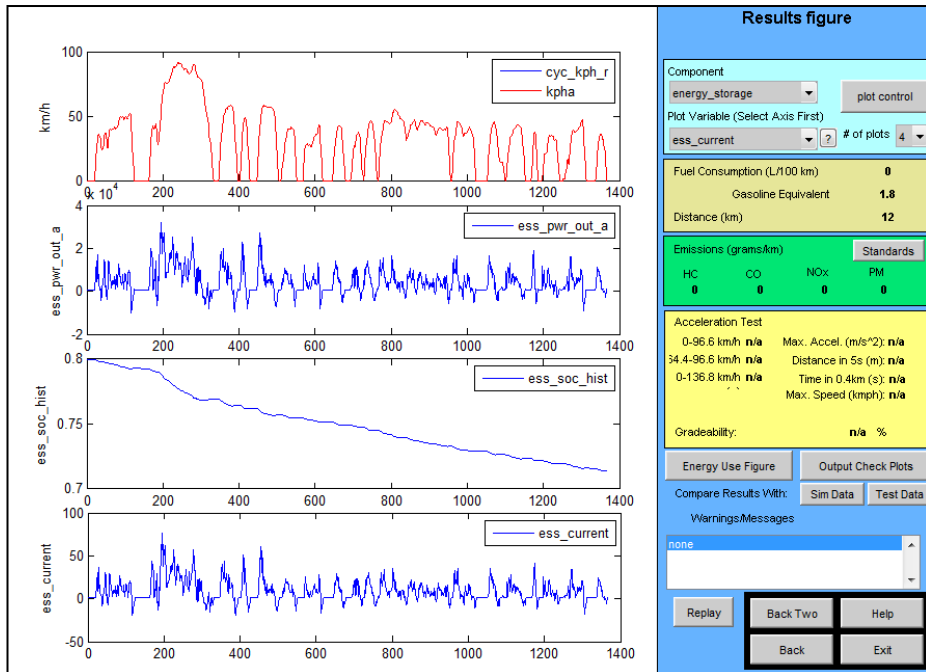 Results figure
100
50
0
km/h
cyc_kph_r
kpha
0 200 400 600 800 1000 1200 1400
x 10^4
4
2
0
-2
ess_pwr_out_a
ess_pwr_out_a
0 200 400 600 800 1000 1200 1400
0.8
0.75
0.7
ess_soc_hist
ess_soc_hist
0 200 400 600 800 1000 1200 1400
100
50
0
-50
ess_current
ess_current
0 200 400 600 800 1000 1200 1400
Component
energy_storage
plot control
Plot Variable (Select Axis First)
ess_current ? # of plots 4
Fuel Consumption (L/100 km) 0
Gasoline Equivalent 1.8
Distance (km) 12
Emissions (grams/km) Standards
HC CO NOx PM
0 0 0 0
Acceleration Test
0-96.6 km/h n/a Max. Accel. (m/s^2): n/a
64.4-96.6 km/h n/a Distance in 5s (m): n/a
0-136.8 km/h n/a Time in 0.4km (s): n/a
Max. Speed (kmph): n/a
Gradeability: n/a %
Energy Use Figure Output Check Plots
Compare Results With: Sim Data Test Data
Warnings/Messages
none
Replay Back Two Help
Back Exit